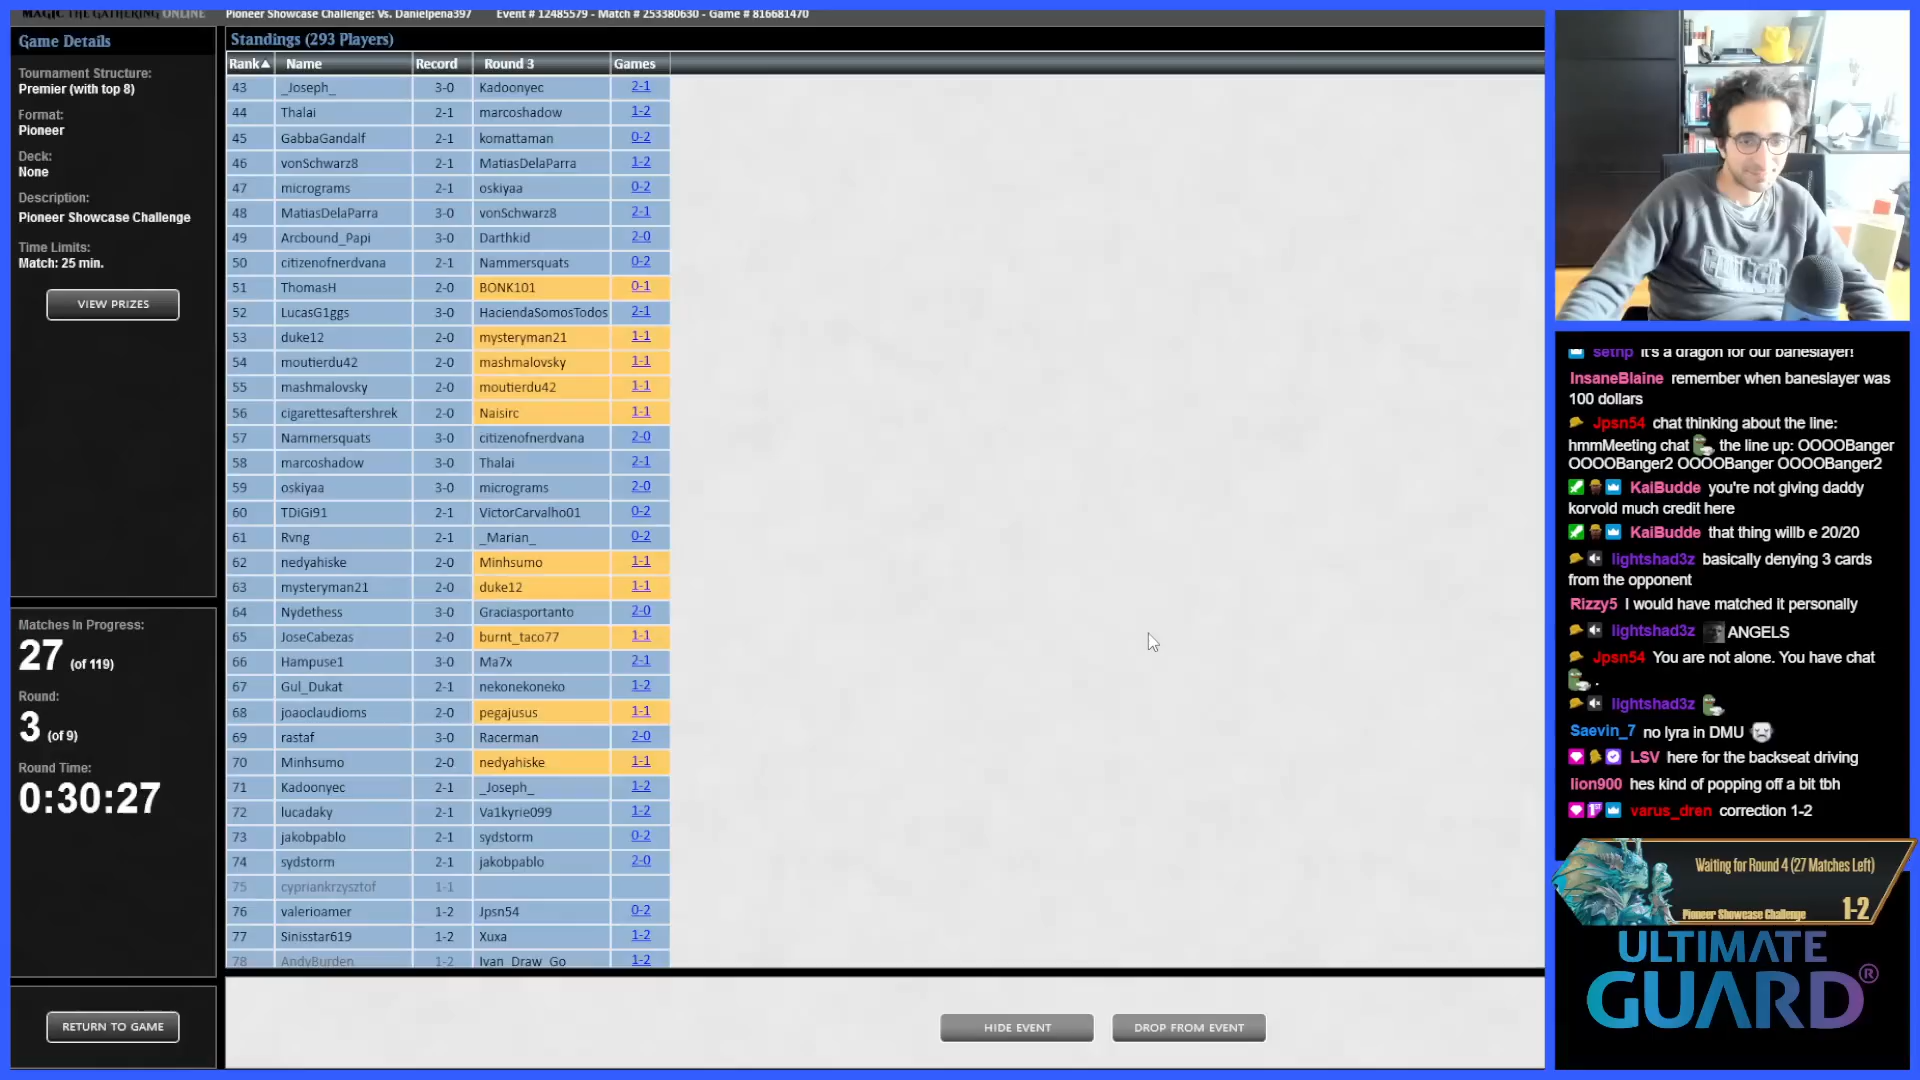 MAGIC THE GATHERING ONLINE
Pioneer Showcase Challenge: Vs. Danielpena397 Event # 12485579 - Match # 253380630 - Game # 816681470
Game Details
Tournament Structure:
Premier (with top 8)
Format:
Pioneer
Deck:
None
Description:
Pioneer Showcase Challenge
Time Limits:
Match: 25 min.
VIEW PRIZES
Matches In Progress:
27 (of 119)
Round:
3 (of 9)
Round Time:
0:30:27
RETURN TO GAME
Standings (293 Players)
Rank Name Record Round 3 Games
43 _Joseph_ 3-0 Kadoonyec 2-1
44 Thalai 2-1 marcoshadow 1-2
45 GabbaGandalf 2-1 komattaman 0-2
46 vonSchwarz8 2-1 MatiasDelaParra 1-2
47 micrograms 2-1 oskiyaa 0-2
48 MatiasDelaParra 3-0 vonSchwarz8 2-1
49 Arcbound_Papi 3-0 Darthkid 2-0
50 citizenofnerdvana 2-1 Nammersquats 0-2
51 ThomasH 2-0 BONK101 0-1
52 LucasG1ggs 3-0 HaciendaSomosTodos 2-1
53 duke12 2-0 mysteryman21 1-1
54 moutierdu42 2-0 mashmalovsky 1-1
55 mashmalovsky 2-0 moutierdu42 1-1
56 cigarettesaftershrek 2-0 Naisirc 1-1
57 Nammersquats 3-0 citizenofnerdvana 2-0
58 marcoshadow 3-0 Thalai 2-1
59 oskiyaa 3-0 micrograms 2-0
60 TDiGi91 2-1 VictorCarvalho01 0-2
61 Rvng 2-1 _Marian_ 0-2
62 nedyahiske 2-0 Minhsumo 1-1
63 mysteryman21 2-0 duke12 1-1
64 Nydethess 3-0 Graciasportanto 2-0
65 JoseCabezas 2-0 burnt_taco77 1-1
66 Hampuse1 3-0 Ma7x 2-1
67 Gul_Dukat 2-1 nekonekoneko 1-2
68 joaoclaudioms 2-0 pegajusus 1-1
69 rastaf 3-0 Racerman 2-0
70 Minhsumo 2-0 nedyahiske 1-1
71 Kadoonyec 2-1 _Joseph_ 1-2
72 lucadaky 2-1 Va1kyrie099 1-2
73 jakobpablo 2-1 sydstorm 0-2
74 sydstorm 2-1 jakobpablo 2-0
75 cypriankrzysztof 1-1
76 valerioamer 1-2 Jpsn54 0-2
77 Sinisstar619 1-2 Xuxa 1-2
78 AndyBurden 1-2 Ivan_Draw_Go 1-2
HIDE EVENT
DROP FROM EVENT
twitch
sethp it's a dragon for our baneslayer!
InsaneBlaine remember when baneslayer was
100 dollars
Jpsn54 chat thinking about the line:
hmmMeeting chat the line up: OOOOBanger
OOOOBanger2 OOOOBanger OOOOBanger2
KaiBudde you're not giving daddy
korvold much credit here
KaiBudde that thing willb e 20/20
lightshad3z basically denying 3 cards
from the opponent
Rizzy5 I would have matched it personally
lightshad3z ANGELS
Jpsn54 You are not alone. You have chat
.
lightshad3z
Saevin_7 no lyra in DMU
LSV here for the backseat driving
lion900 hes kind of popping off a bit tbh
varus_dren correction 1-2
Waiting for Round 4 (27 Matches Left)
Pioneer Showcase Challenge 1-2
ULTIMATE
GUARD®